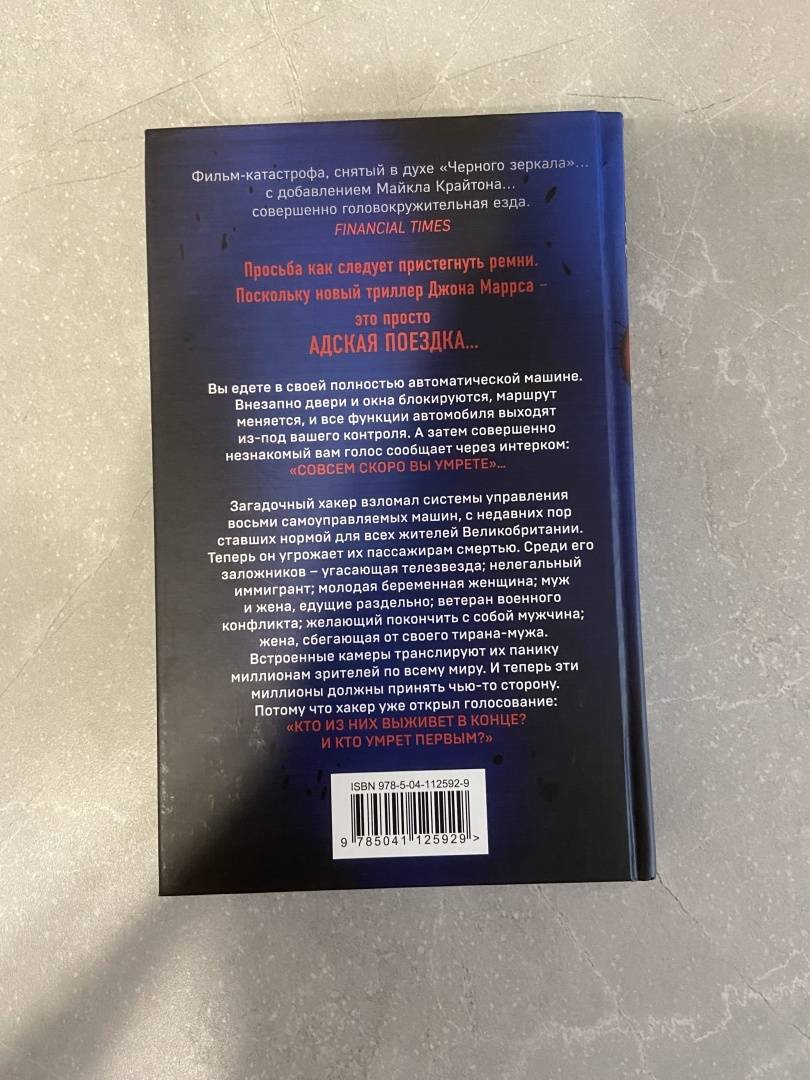 Фильм-катастрофа, снятый в духе «Черного зеркала»...
с добавлением Майкла Крайтона...
совершенно головокружительная езда.
FINANCIAL TIMES
Просьба как следует пристегнуть ремни.
Поскольку новый триллер Джона Маррса –
это просто
АДСКАЯ ПОЕЗДКА...
Вы едете в своей полностью автоматической машине.
Внезапно двери и окна блокируются, маршрут
меняется, и все функции автомобиля выходят
из-под вашего контроля. А затем совершенно
незнакомый вам голос сообщает через интерком:
«СОВСЕМ СКОРО ВЫ УМРЕТЕ»...
Загадочный хакер взломал системы управления
восьми самоуправляемых машин, с недавних пор
ставших нормой для всех жителей Великобритании.
Теперь он угрожает их пассажирам смертью. Среди его
заложников – угасающая телезвезда; нелегальный
иммигрант; молодая беременная женщина; муж
и жена, едущие раздельно; ветеран военного
конфликта; желающий покончить с собой мужчина;
жена, сбегающая от своего тирана-мужа.
Встроенные камеры транслируют их панику
миллионам зрителей по всему миру. И теперь эти
миллионы должны принять чью-то сторону.
Потому что хакер уже открыл голосование:
«КТО ИЗ НИХ ВЫЖИВЕТ В КОНЦЕ?
И КТО УМРЕТ ПЕРВЫМ?»
ISBN 978-5-04-112592-9
9 785041 125929 >